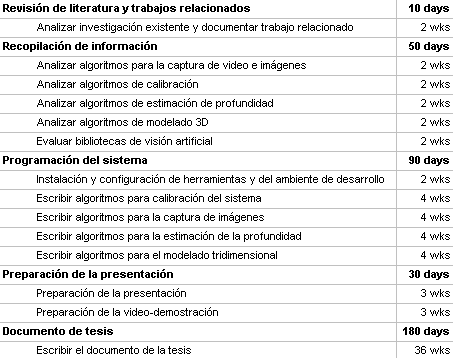 Revisión de literatura y trabajos relacionados 10 days
Analizar investigación existente y documentar trabajo relacionado 2 wks
Recopilación de información 50 days
Analizar algoritmos para la captura de video e imágenes 2 wks
Analizar algoritmos de calibración 2 wks
Analizar algoritmos de estimación de profundidad 2 wks
Analizar algoritmos de modelado 3D 2 wks
Evaluar bibliotecas de visión artificial 2 wks
Programación del sistema 90 days
Instalación y configuración de herramientas y del ambiente de desarrollo 2 wks
Escribir algoritmos para calibración del sistema 4 wks
Escribir algoritmos para la captura de imágenes 4 wks
Escribir algoritmos para la estimación de la profundidad 4 wks
Escribir algoritmos para el modelado tridimensional 4 wks
Preparación de la presentación 30 days
Preparación de la presentación 3 wks
Preparación de la video-demostración 3 wks
Documento de tesis 180 days
Escribir el documento de la tesis 36 wks